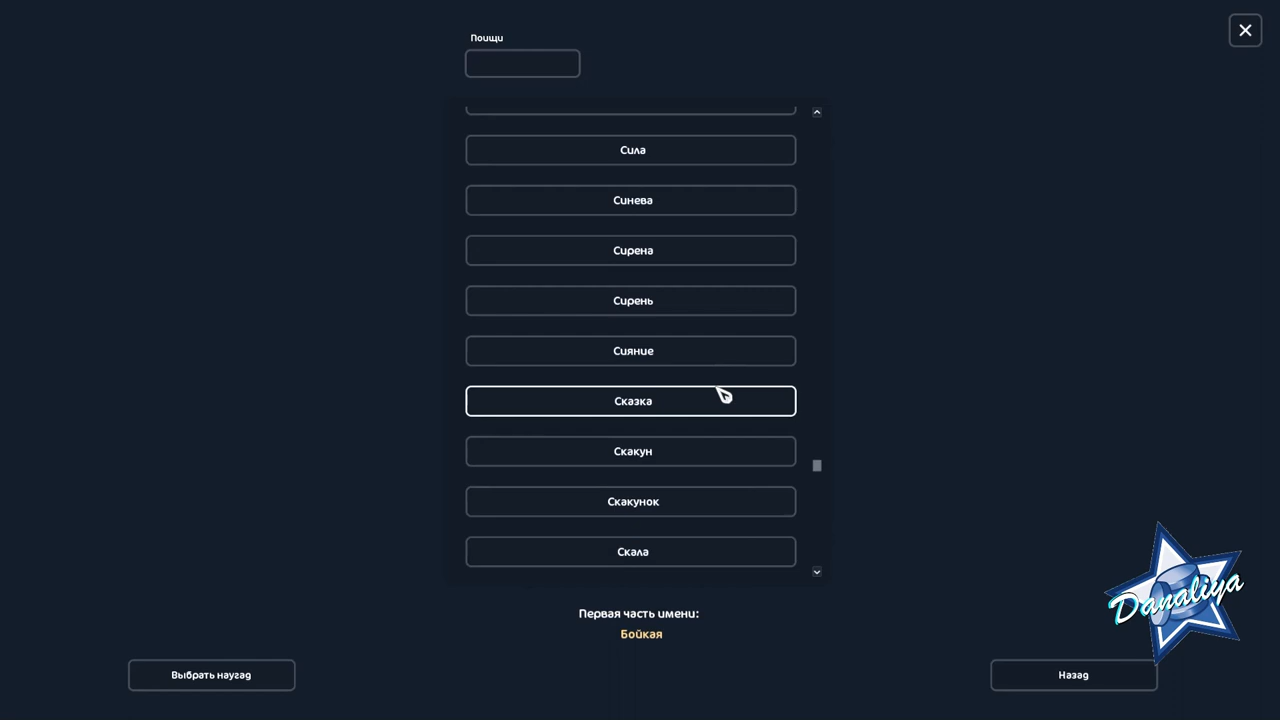 Поищи
Сила
Синева
Сирена
Сирень
Сияние
Сказка
Скакун
Скакунок
Скала
Первая часть имени:
Бойкая
Выбрать наугад
Назад
Danaliya